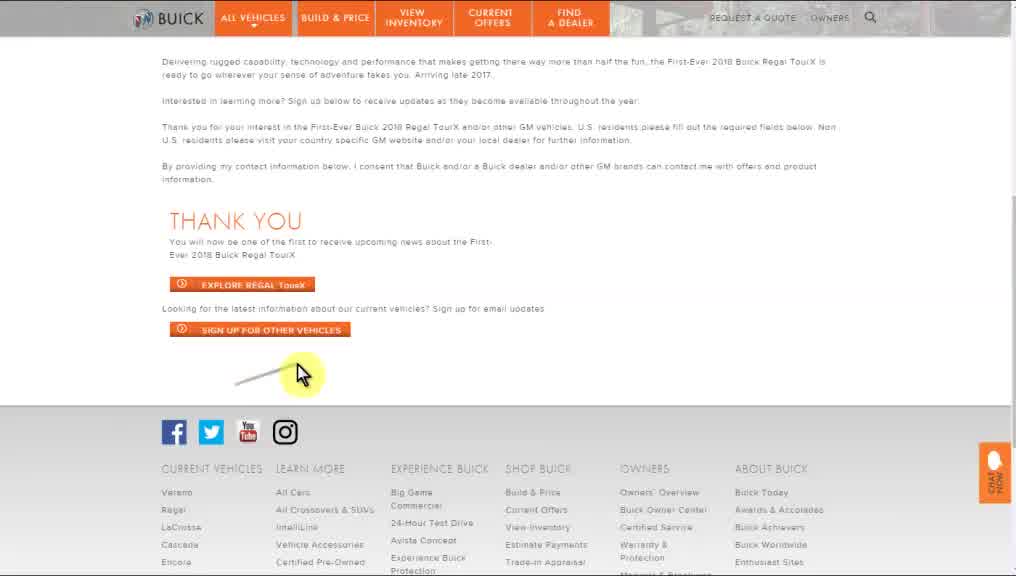 BUICK
ALL VEHICLES
BUILD & PRICE
VIEW
INVENTORY
CURRENT
OFFERS
FIND
A DEALER
REQUEST A QUOTE
OWNERS
Delivering rugged capability, technology and performance that makes getting there way more than half the fun, the First-Ever 2018 Buick Regal TourX is
ready to go wherever your sense of adventure takes you. Arriving late 2017.
Interested in learning more? Sign up below to receive updates as they become available throughout the year.
Thank you for your interest in the First-Ever Buick 2018 Regal TourX and/or other GM vehicles. U.S. residents please fill out the required fields below. Non
U.S. residents please visit your country specific GM website and/or your local dealer for further information.
By providing my contact information below, I consent that Buick and/or a Buick dealer and/or other GM brands can contact me with offers and product
information.
THANK YOU
You will now be one of the first to receive upcoming news about the First-
Ever 2018 Buick Regal TourX
EXPLORE REGAL TourX
Looking for the latest information about our current vehicles? Sign up for email updates
SIGN UP FOR OTHER VEHICLES
You
Tube
CHAT
NOW
CURRENT VEHICLES
Verano
Regal
LaCrosse
Cascada
Encore
LEARN MORE
All Cars
All Crossovers & SUVs
IntelliLink
Vehicle Accessories
Certified Pre-Owned
EXPERIENCE BUICK
Big Game
Commercial
24-Hour Test Drive
Avista Concept
Experience Buick
Protection
SHOP BUICK
Build & Price
Current Offers
View Inventory
Estimate Payments
Trade-In Appraisal
OWNERS
Owners' Overview
Buick Owner Center
Certified Service
Warranty &
Protection
ABOUT BUICK
Buick Today
Awards & Accolades
Buick Achievers
Buick Worldwide
Enthusiast Sites